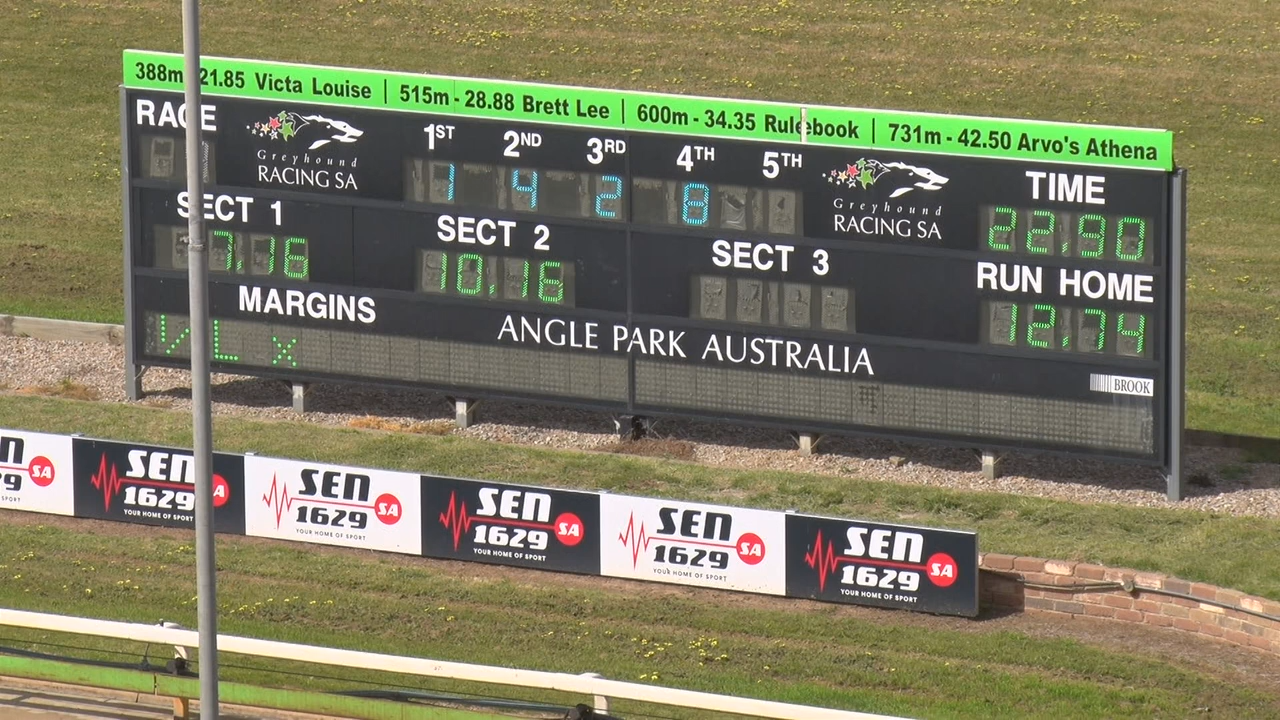 388m 21.85 Victa Louise | 515m - 28.88 Brett Lee | 600m - 34.35 Rulebook | 731m - 42.50 Arvo's Athena
RACE
Greyhound
RACING SA
1ST 2ND 3RD 4TH 5TH
1 4 2 8
Greyhound
RACING SA
TIME
22.90
SECT 1
7.16
SECT 2
10.16
SECT 3
RUN HOME
12.74
MARGINS
ANGLE PARK AUSTRALIA
BROOK
SEN SA
1629
YOUR HOME OF SPORT
SEN SA
1629
YOUR HOME OF SPORT
SEN SA
1629
YOUR HOME OF SPORT
SEN SA
1629
YOUR HOME OF SPORT
SEN SA
1629
YOUR HOME OF SPORT